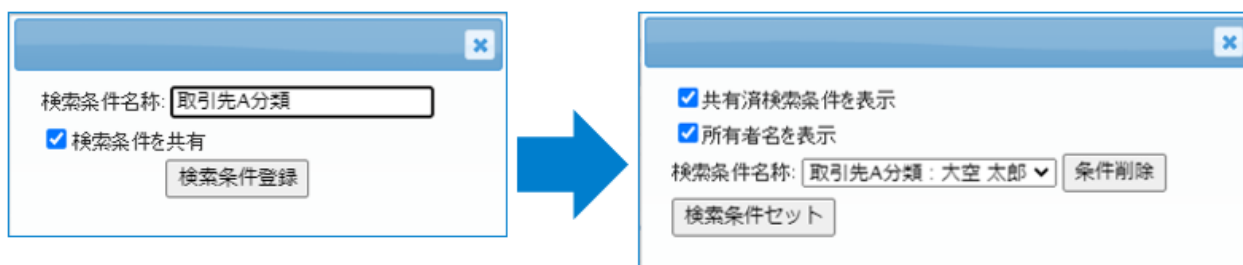 検索条件名称: 取引先A分類
検索条件を共有
検索条件登録
共有済検索条件を表示
所有者名を表示
検索条件名称: 取引先A分類 : 大空 太郎 条件削除
検索条件セット